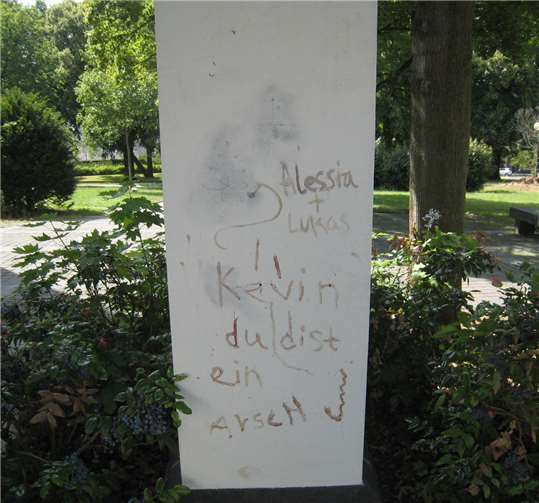 Alessia
+
Lukas
Kevin
du dist
ein
Arsch